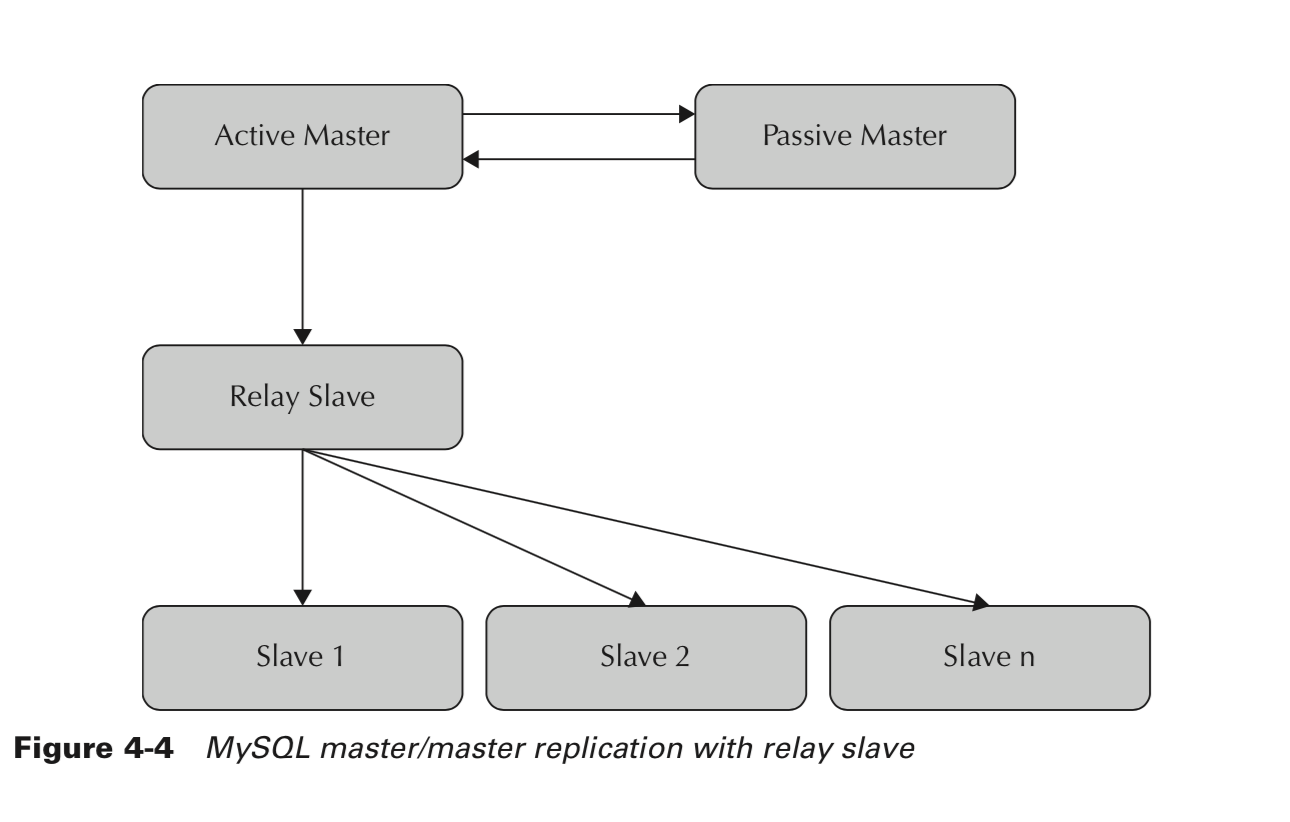 Active Master
Passive Master
Relay Slave
Slave 1
Slave 2
Slave n
Figure 4-4 MySQL master/master replication with relay slave